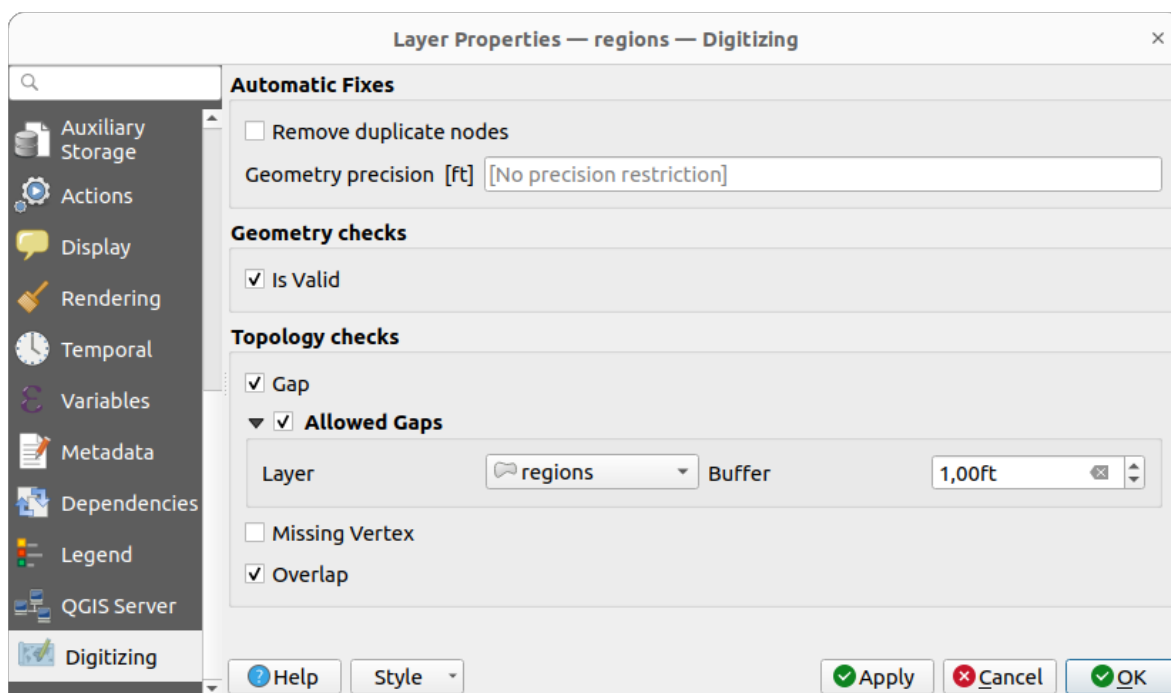 Layer Properties — regions — Digitizing
Auxiliary
Storage
Actions
Display
Rendering
Temporal
Variables
Metadata
Dependencies
Legend
QGIS Server
Digitizing
Automatic Fixes
Remove duplicate nodes
Geometry precision [ft] [No precision restriction]
Geometry checks
Is Valid
Topology checks
Gap
Allowed Gaps
Layer regions Buffer 1,00ft
Missing Vertex
Overlap
Help Style Apply Cancel OK